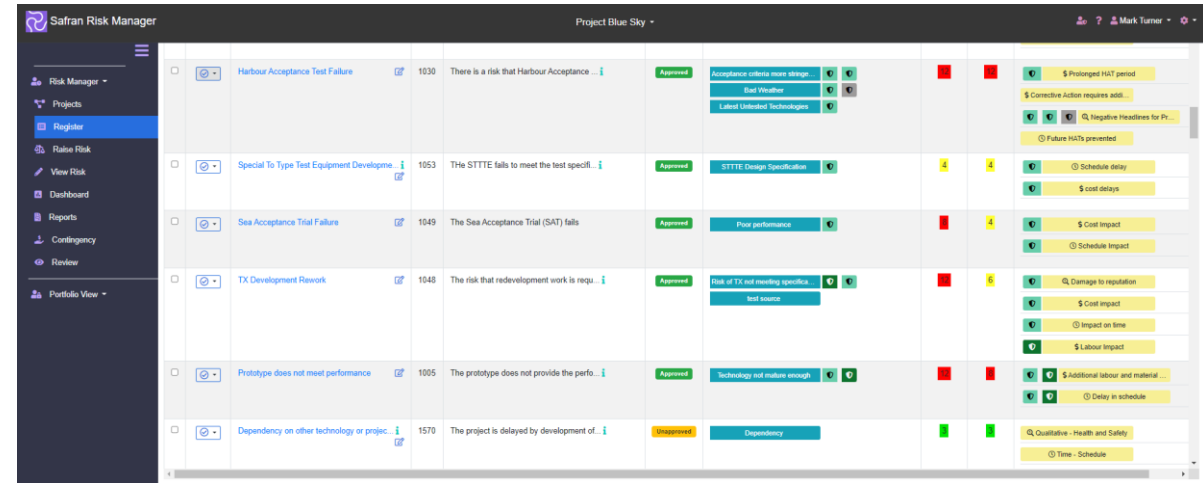 Safran Risk Manager
Project Blue Sky
?
Mark Turner
Risk Manager
Projects
Register
Raise Risk
View Risk
Dashboard
Reports
Contingency
Review
Portfolio View
Harbour Acceptance Test Failure
1030
There is a risk that Harbour Acceptance ...
Approved
Acceptance criteria more stringe...
Bad Weather
Latest Untested Technologies
12
12
$ Prolonged HAT period
$ Corrective Action requires addi...
Negative Headlines for Pr...
Future HATs prevented
Special To Type Test Equipment Developme...
1053
THe STTTE fails to meet the test specifi...
Approved
STTTE Design Specification
4
4
Schedule delay
$ cost delays
Sea Acceptance Trial Failure
1049
The Sea Acceptance Trial (SAT) fails
Approved
Poor performance
4
$ Cost Impact
Schedule Impact
TX Development Rework
1048
The risk that redevelopment work is requ...
Approved
Risk of TX not meeting specifica...
test source
12
6
Damage to reputation
$ Cost impact
Impact on time
$ Labour Impact
Prototype does not meet performance
1005
The prototype does not provide the perfo...
Approved
Technology not mature enough
12
$ Additional labour and material ...
Delay in schedule
Dependency on other technology or projec...
1570
The project is delayed by development of...
Unapproved
Dependency
3
3
Qualitative - Health and Safety
Time - Schedule